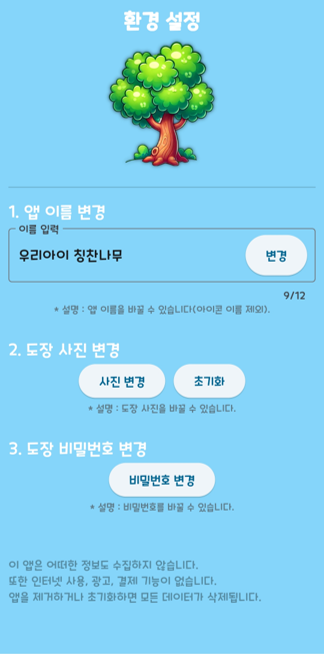 환경 설정
1. 앱 이름 변경
이름 입력
우리아이 칭찬나무
변경
9/12
* 설명 : 앱 이름을 바꿀 수 있습니다(아이콘 이름 제외).
2. 도장 사진 변경
사진 변경
초기화
* 설명 : 도장 사진을 바꿀 수 있습니다.
3. 도장 비밀번호 변경
비밀번호 변경
* 설명 : 비밀번호를 바꿀 수 있습니다.
이 앱은 어떠한 정보도 수집하지 않습니다.
또한 인터넷 사용, 광고, 결제 기능이 없습니다.
앱을 제거하거나 초기화하면 모든 데이터가 삭제됩니다.